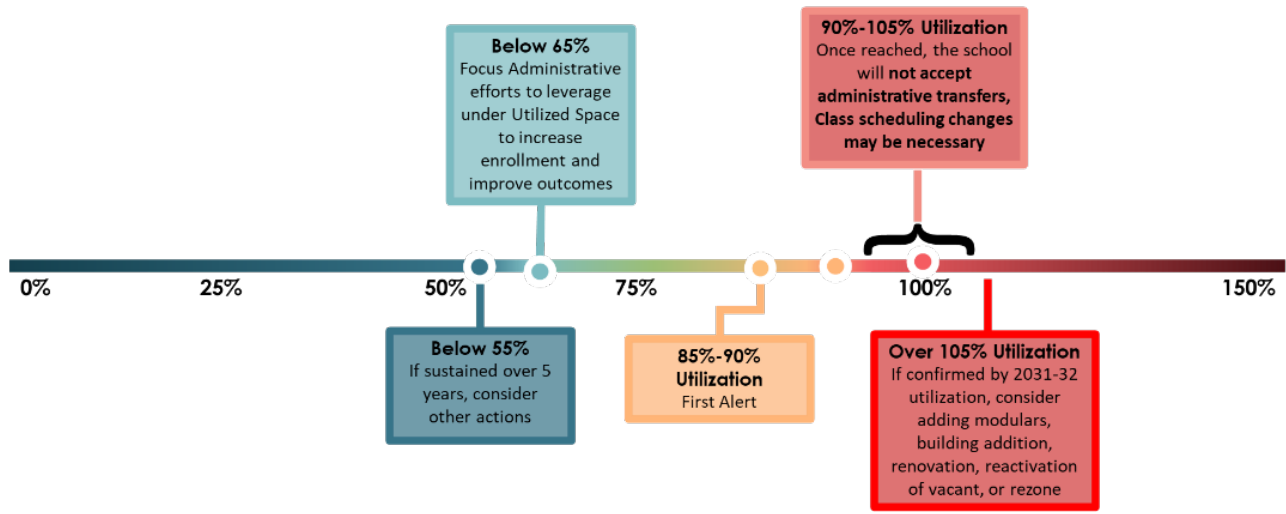 Below 65%
Focus Administrative
efforts to leverage
under Utilized Space
to increase
enrollment and
improve outcomes
90%-105% Utilization
Once reached, the school
will not accept
administrative transfers,
Class scheduling changes
may be necessary
0%
25%
50%
75%
100%
150%
Below 55%
If sustained over 5
years, consider
other actions
85%-90%
Utilization
First Alert
Over 105% Utilization
If confirmed by 2031-32
utilization, consider
adding modulars,
building addition,
renovation, reactivation
of vacant, or rezone